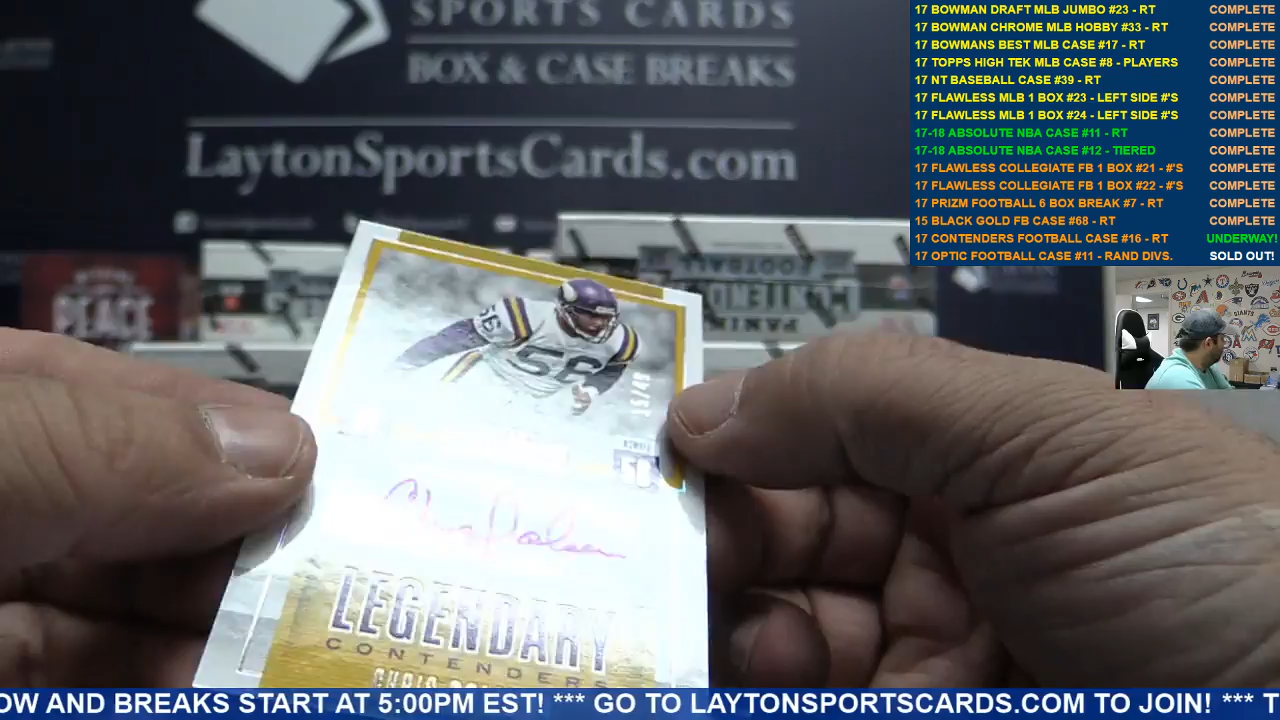 SPORTS CARDS
BOX & CASE BREAKS
LaytonSportsCards.com
17 BOWMAN DRAFT MLB JUMBO #23 - RT COMPLETE
17 BOWMAN CHROME MLB HOBBY #33 - RT COMPLETE
17 BOWMANS BEST MLB CASE #17 - RT COMPLETE
17 TOPPS HIGH TEK MLB CASE #8 - PLAYERS COMPLETE
17 NT BASEBALL CASE #39 - RT COMPLETE
17 FLAWLESS MLB 1 BOX #23 - LEFT SIDE #'S COMPLETE
17 FLAWLESS MLB 1 BOX #24 - LEFT SIDE #'S COMPLETE
17-18 ABSOLUTE NBA CASE #11 - RT COMPLETE
17-18 ABSOLUTE NBA CASE #12 - TIERED COMPLETE
17 FLAWLESS COLLEGIATE FB 1 BOX #21 - #'S COMPLETE
17 FLAWLESS COLLEGIATE FB 1 BOX #22 - #'S COMPLETE
17 PRIZM FOOTBALL 6 BOX BREAK #7 - RT COMPLETE
15 BLACK GOLD FB CASE #68 - RT COMPLETE
17 CONTENDERS FOOTBALL CASE #16 - RT UNDERWAY!
17 OPTIC FOOTBALL CASE #11 - RAND DIVS. SOLD OUT!
PEACE
PANINI
CONTENDERS
FOOTBALL
GIANTS
56
56
LEGENDARY
CONTENDERS
CHRIS
OW AND BREAKS START AT 5:00PM EST! *** GO TO LAYTONSPORTSCARDS.COM TO JOIN! *** T